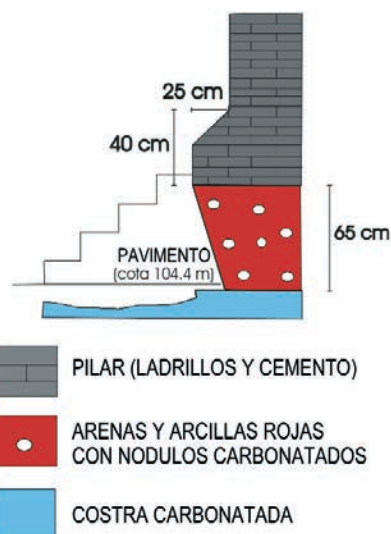 25 cm
40 cm
65 cm
PAVIMENTO
(cota 104.4 m)
PILAR (LADRILLOS Y CEMENTO)
ARENAS Y ARCILLAS ROJAS
CON NODULOS CARBONATADOS
COSTRA CARBONATADA